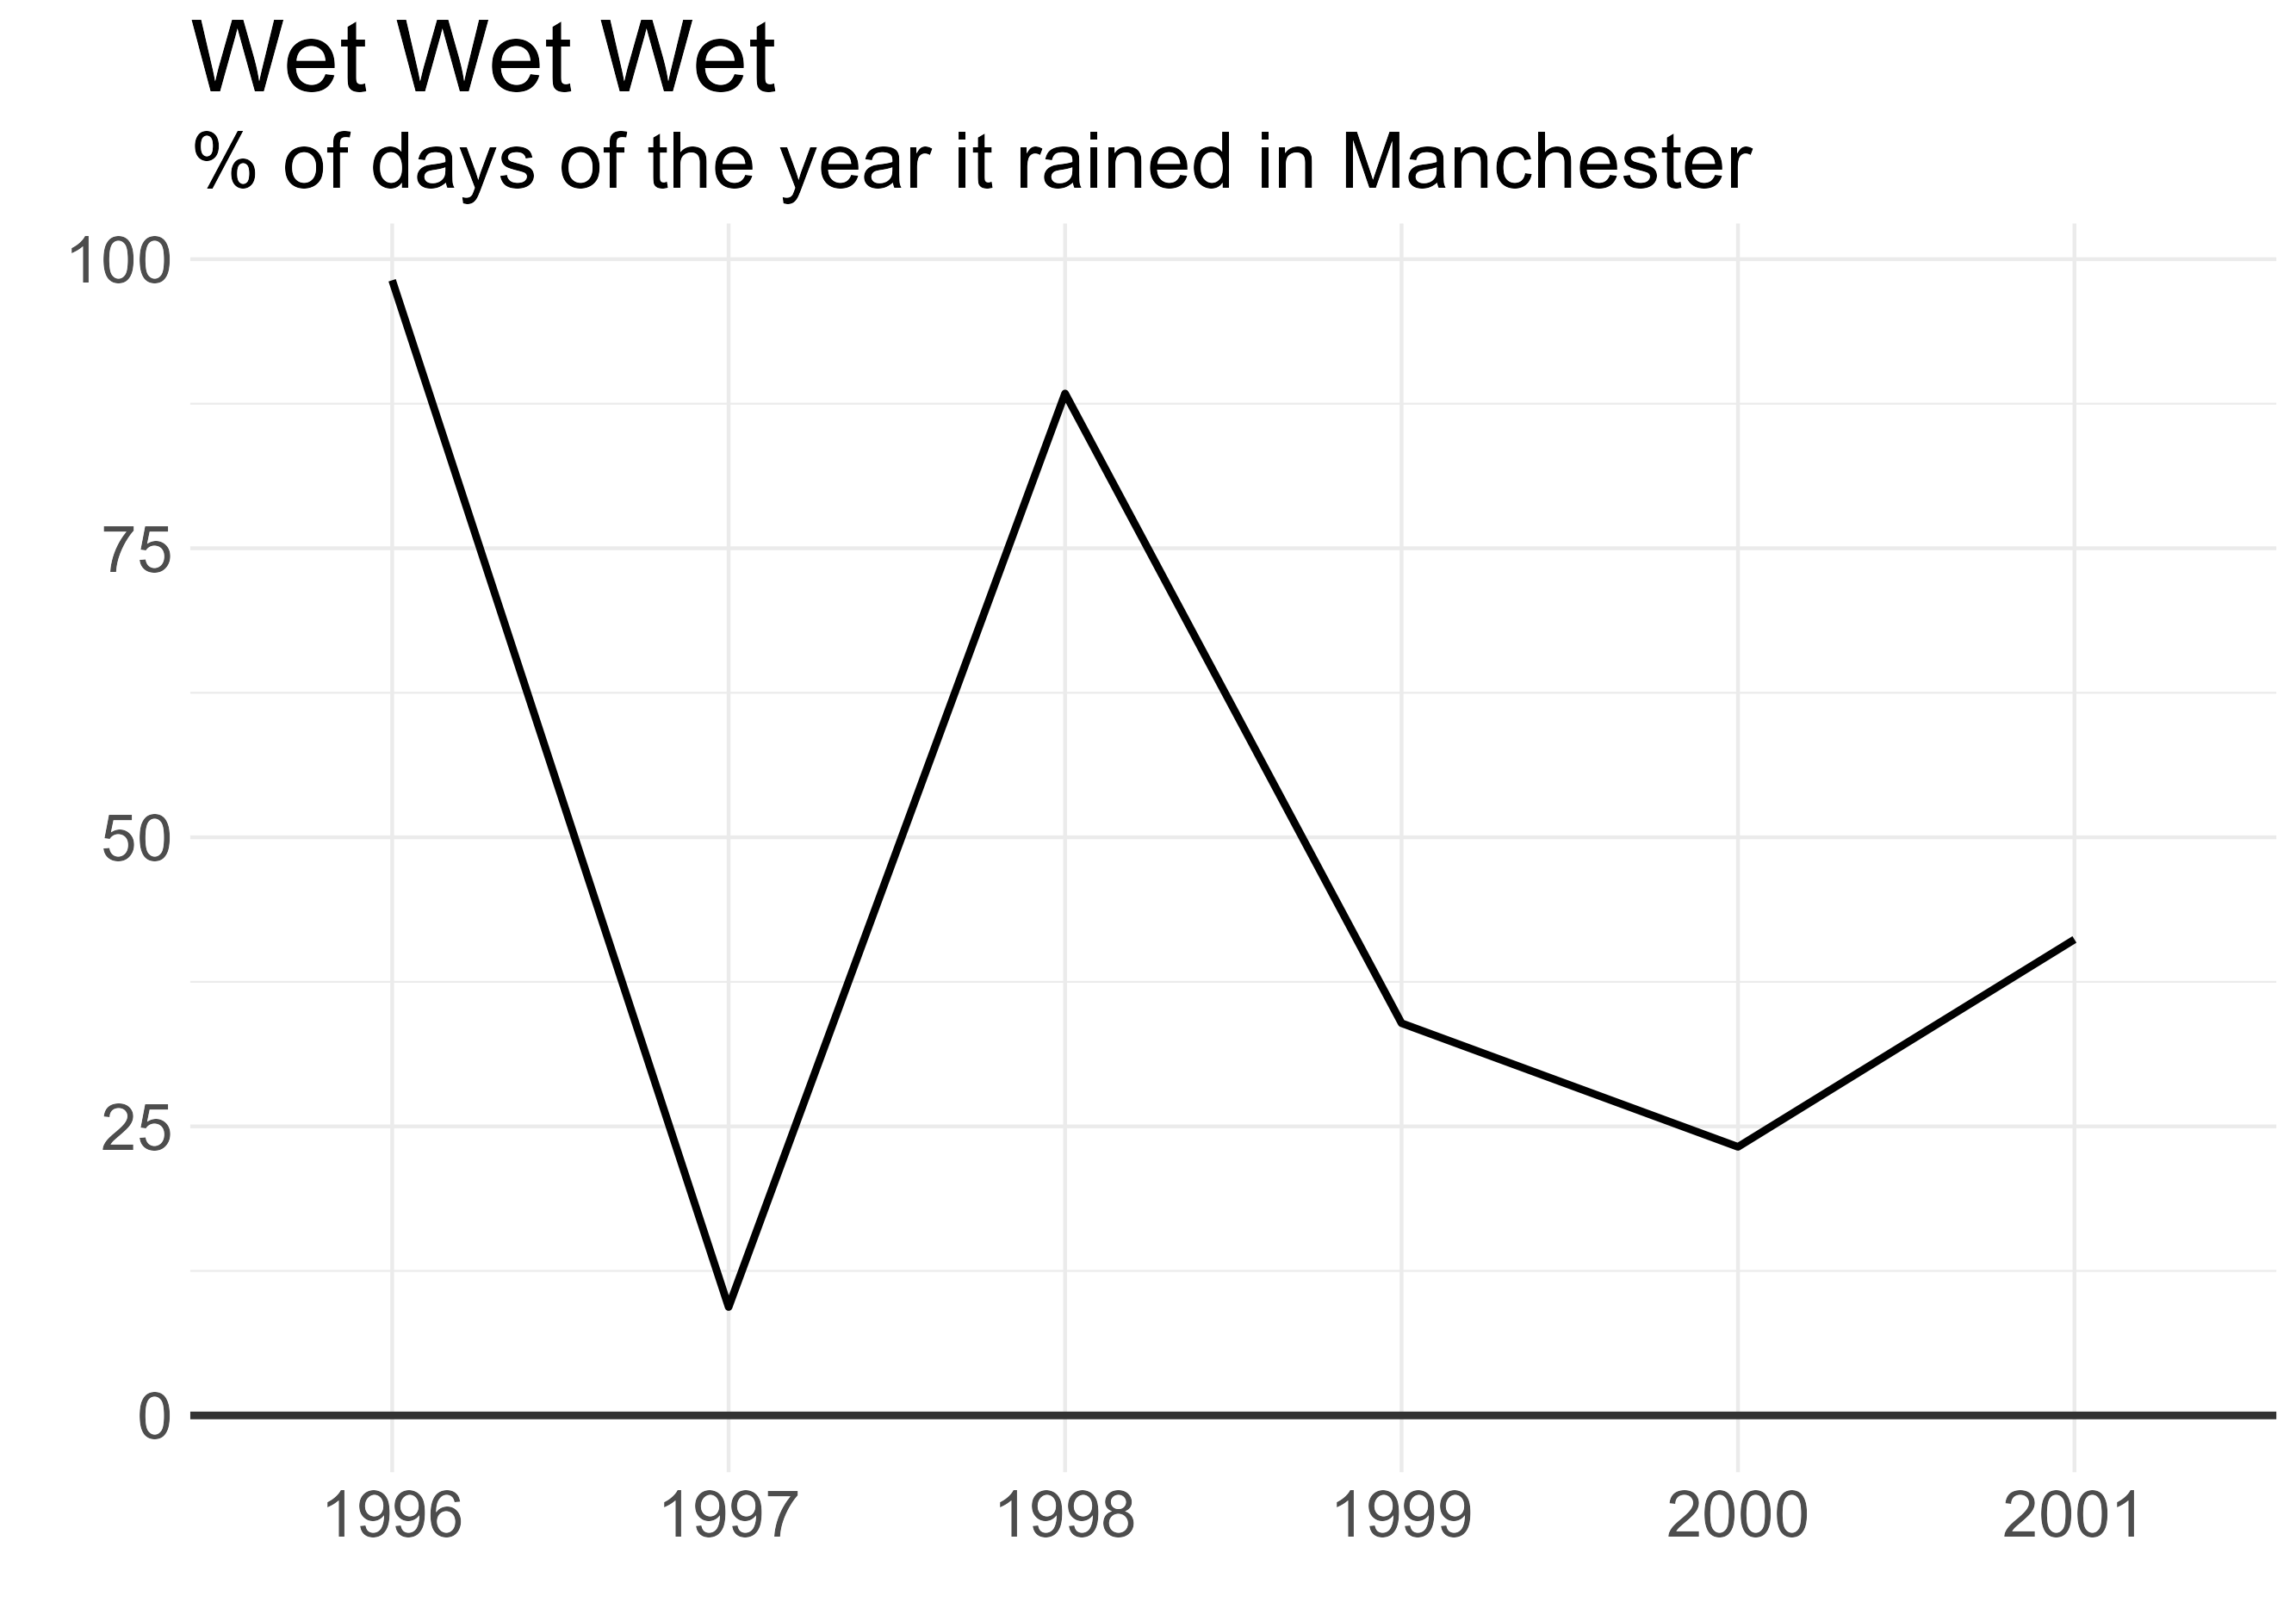 Wet Wet Wet
% of days of the year it rained in Manchester
100
75
50
25
0
1996 1997 1998 1999 2000 2001